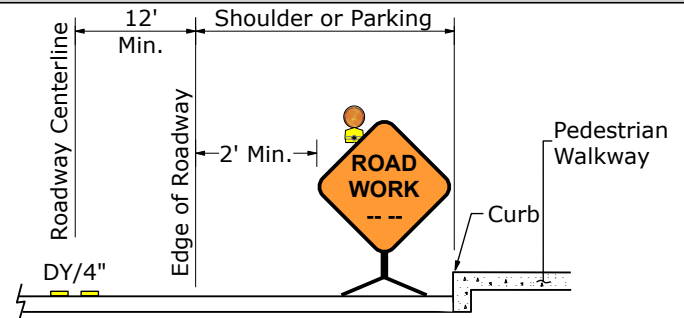 12'
Min.
Shoulder or Parking
Roadway Centerline
Edge of Roadway
2' Min.
ROAD
WORK
-- --
Pedestrian
Walkway
Curb
DY/4"